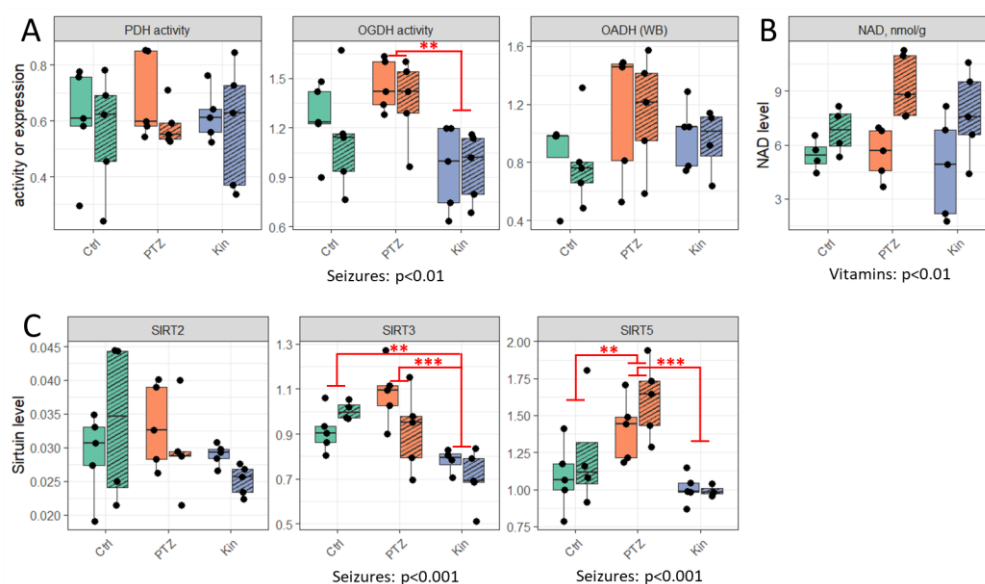 A
B
PDH activity
OGDH activity
OADH (WB)
NAD, nmol/g
activity or expression
0.8
0.6
0.4
Ctrl
PTZ
Kin
1.5
1.2
0.9
0.6
**
Ctrl
PTZ
Kin
Seizures: p<0.01
1.6
1.2
0.8
0.4
Ctrl
PTZ
Kin
NAD level
9
6
3
Ctrl
PTZ
Kin
Vitamins: p<0.01
C
SIRT2
SIRT3
SIRT5
Sirtuin level
0.045
0.040
0.035
0.030
0.025
0.020
Ctrl
PTZ
Kin
1.3
1.1
0.9
0.7
0.5
**
***
Ctrl
PTZ
Kin
Seizures: p<0.001
2.00
1.75
1.50
1.25
1.00
0.75
**
***
Ctrl
PTZ
Kin
Seizures: p<0.001